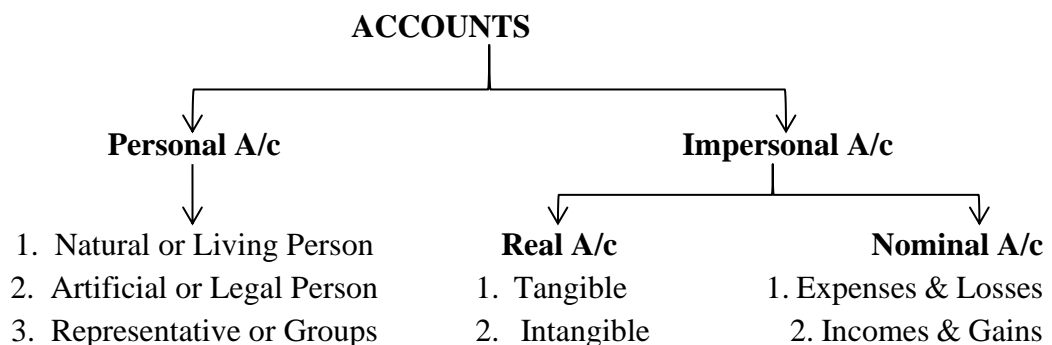 ACCOUNTS
Personal A/c
Impersonal A/c
1. Natural or Living Person
2. Artificial or Legal Person
3. Representative or Groups
Real A/c
1. Tangible
2. Intangible
Nominal A/c
1. Expenses & Losses
2. Incomes & Gains